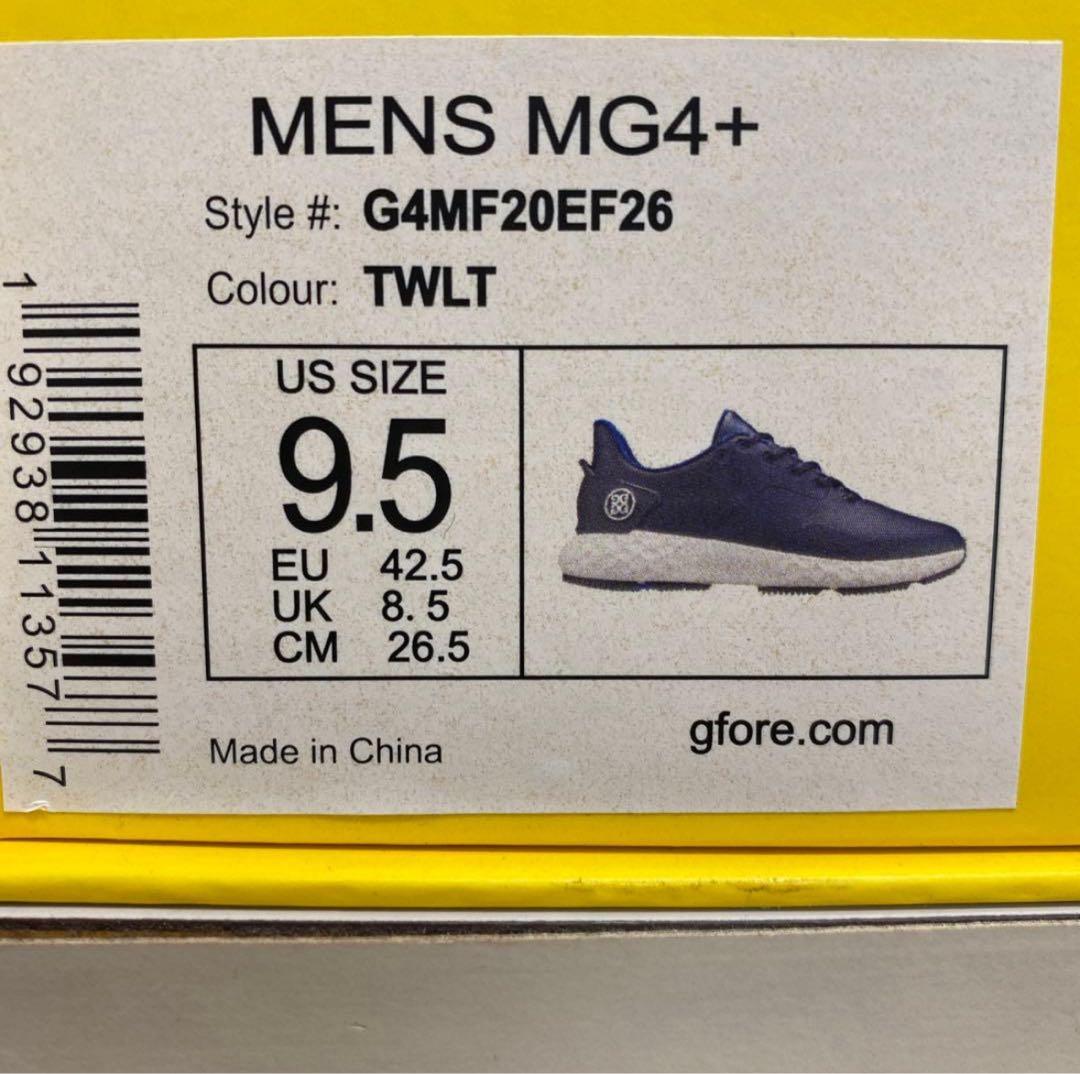 MENS MG4+
Style #: G4MF20EF26
Colour: TWLT
US SIZE
9.5
EU 42.5
UK 8. 5
CM 26.5
Made in China
gfore.com
1 92938 11357 7